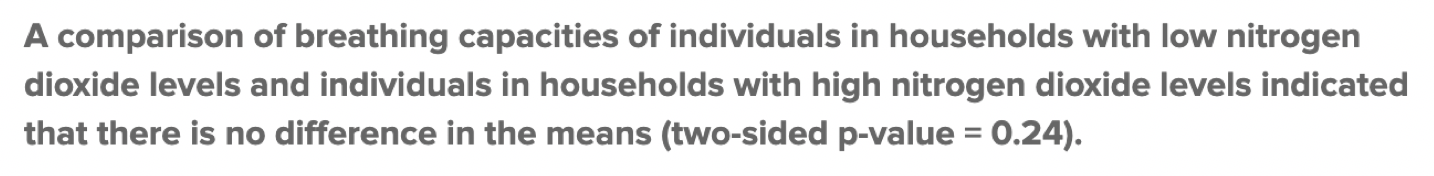 A comparison of breathing capacities of individuals in households with low nitrogen
dioxide levels and individuals in households with high nitrogen dioxide levels indicated
that there is no difference in the means (two-sided p-value = 0.24).